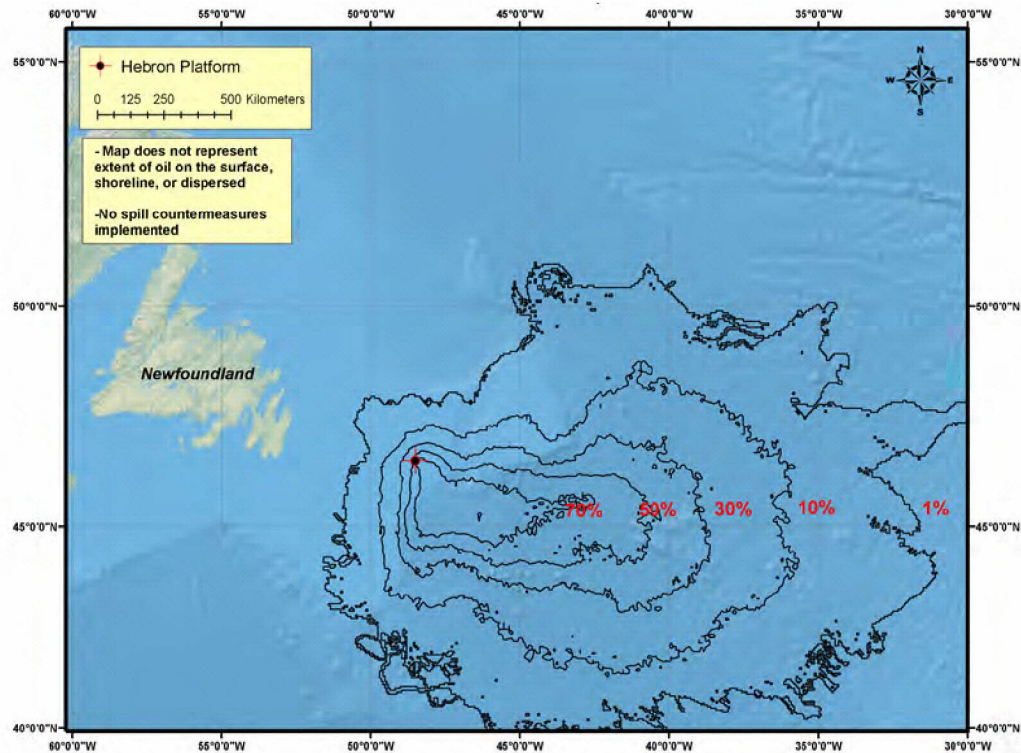 60°0'0"W 55°0'0"W 50°0'0"W 45°0'0"W 40°0'0"W 35°0'0"W 30°0'0"W
55°0'0"N 55°0'0"N
Hebron Platform
0 125 250 500 Kilometers
- Map does not represent
extent of oil on the surface,
shoreline, or dispersed
-No spill countermeasures
implemented
N
W E
S
50°0'0"N 50°0'0"N
Newfoundland
70% 50% 30% 10% 1%
45°0'0"N 45°0'0"N
40°0'0"N 40°0'0"N
60°0'0"W 55°0'0"W 50°0'0"W 45°0'0"W 40°0'0"W 35°0'0"W 30°0'0"W